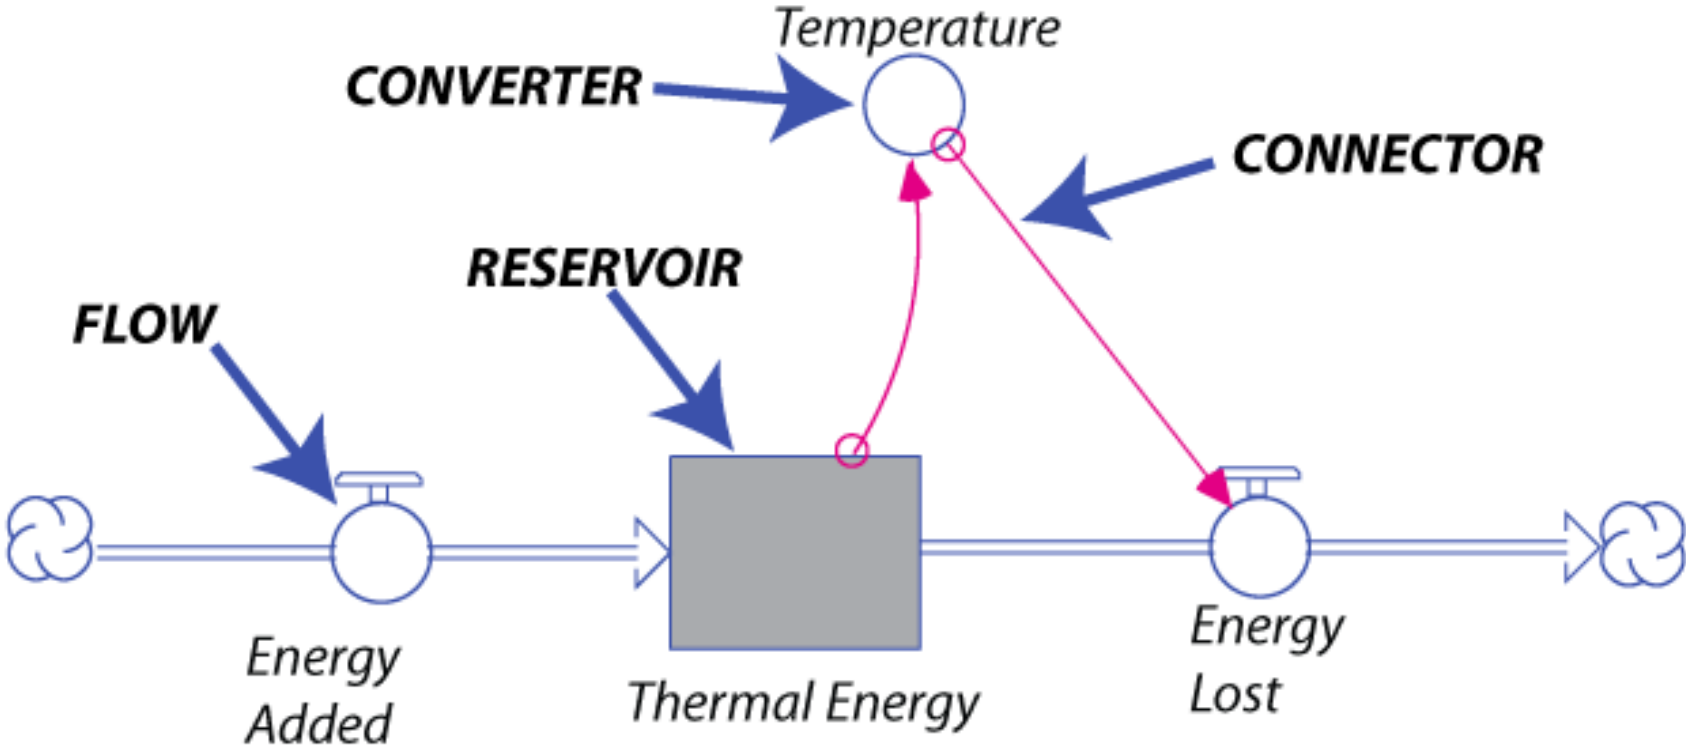 Temperature
CONVERTER
CONNECTOR
RESERVOIR
FLOW
Energy
Added
Thermal Energy
Energy
Lost